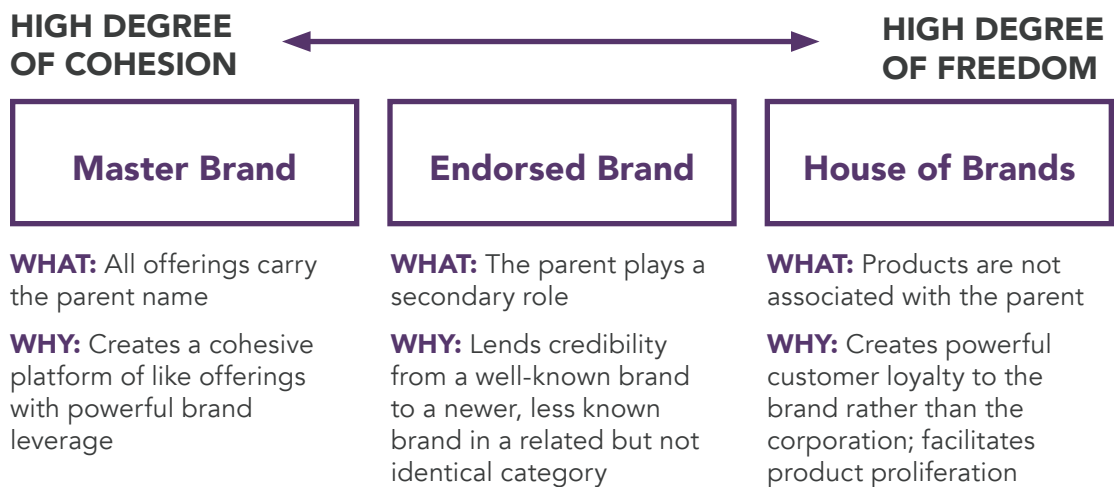 HIGH DEGREE
OF COHESION
HIGH DEGREE
OF FREEDOM
Master Brand
WHAT: All offerings carry
the parent name
WHY: Creates a cohesive
platform of like offerings
with powerful brand
leverage
Endorsed Brand
WHAT: The parent plays a
secondary role
WHY: Lends credibility
from a well-known brand
to a newer, less known
brand in a related but not
identical category
House of Brands
WHAT: Products are not
associated with the parent
WHY: Creates powerful
customer loyalty to the
brand rather than the
corporation; facilitates
product proliferation